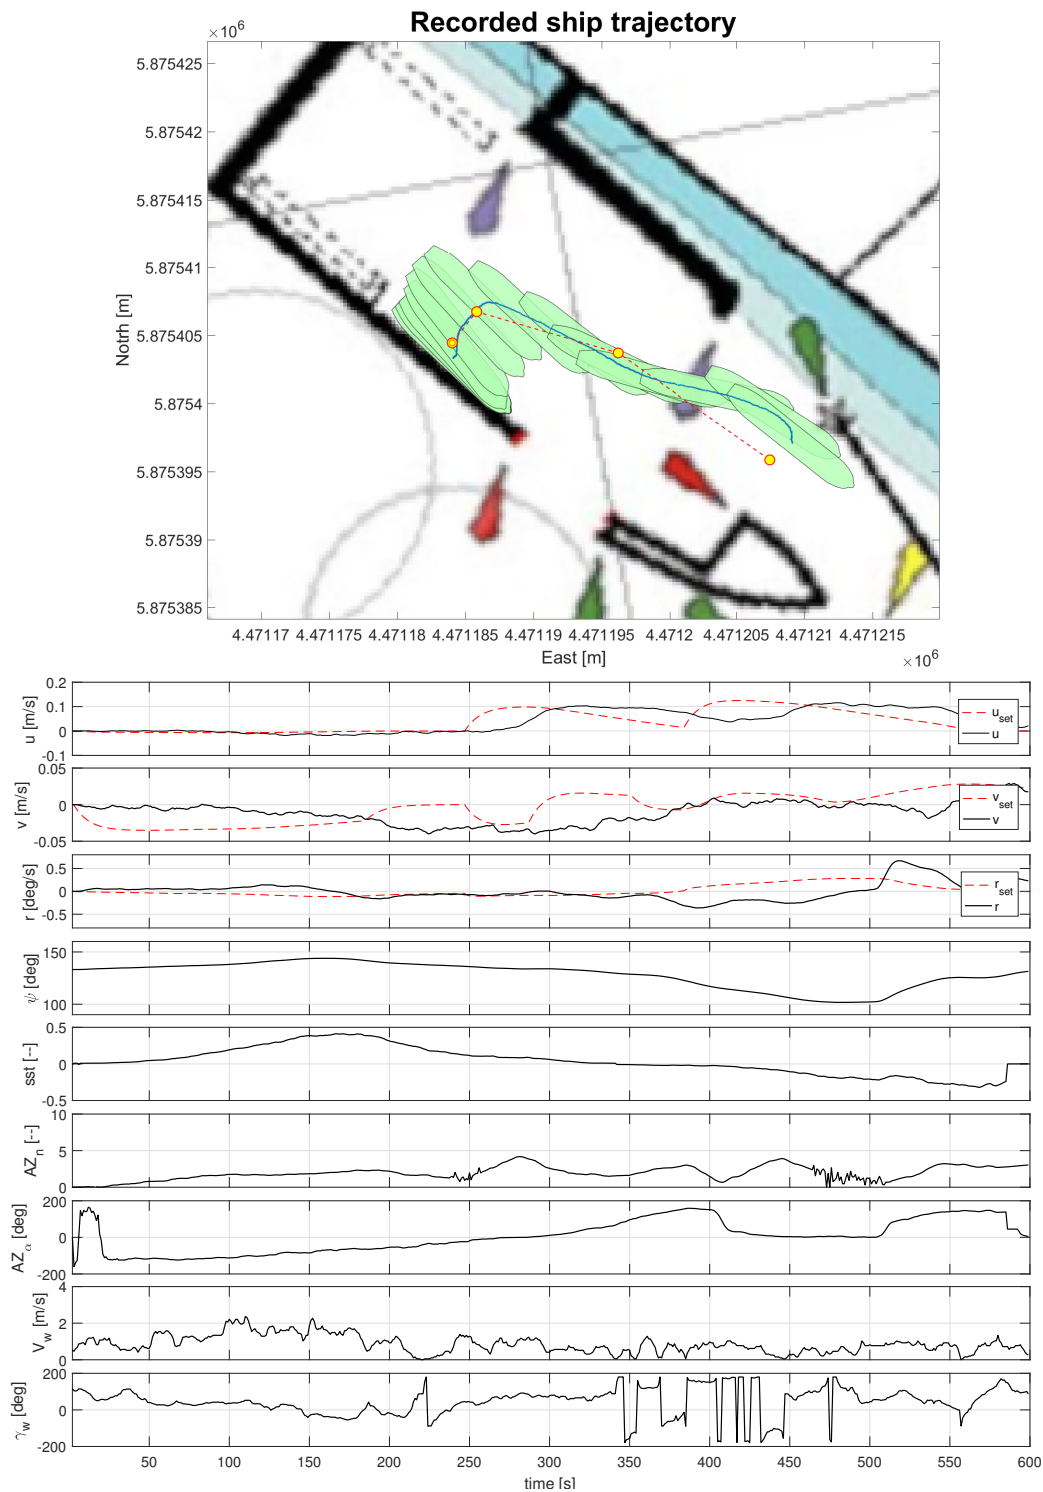 Recorded ship trajectory
×10⁶
5.875425
5.87542
5.875415
5.87541
5.875405
5.8754
5.875395
5.87539
5.875385
North [m]
4.47117 4.471175 4.47118 4.471185 4.47119 4.471195 4.4712 4.471205 4.47121 4.471215
East [m]
×10⁶
0.2
0.1
0
-0.1
u [m/s]
u_set
u
0.05
0
-0.05
v [m/s]
v_set
v
0.5
0
-0.5
r [deg/s]
r_set
r
150
100
ψ [deg]
0.5
0
-0.5
sst [--]
10
5
0
AZ_n [--]
200
0
-200
AZ_α [deg]
4
2
0
V_w [m/s]
200
0
-200
γ_w [deg]
50 100 150 200 250 300 350 400 450 500 550 600
time [s]